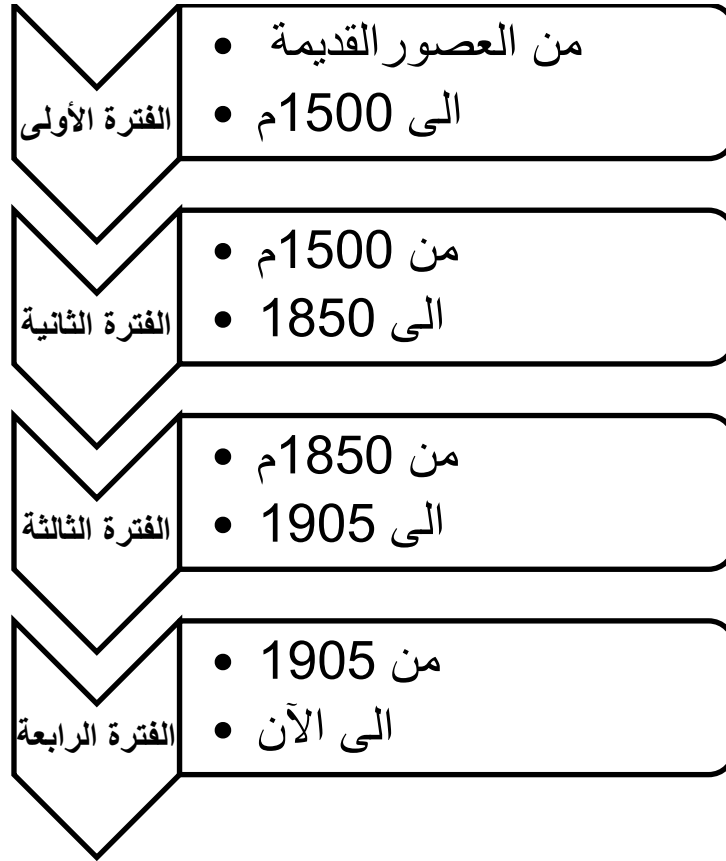 الفترة الأولى
• من العصور القديمة
• الى 1500م
الفترة الثانية
• من 1500م
• الى 1850
الفترة الثالثة
• من 1850م
• الى 1905
الفترة الرابعة
• من 1905
• الى الآن